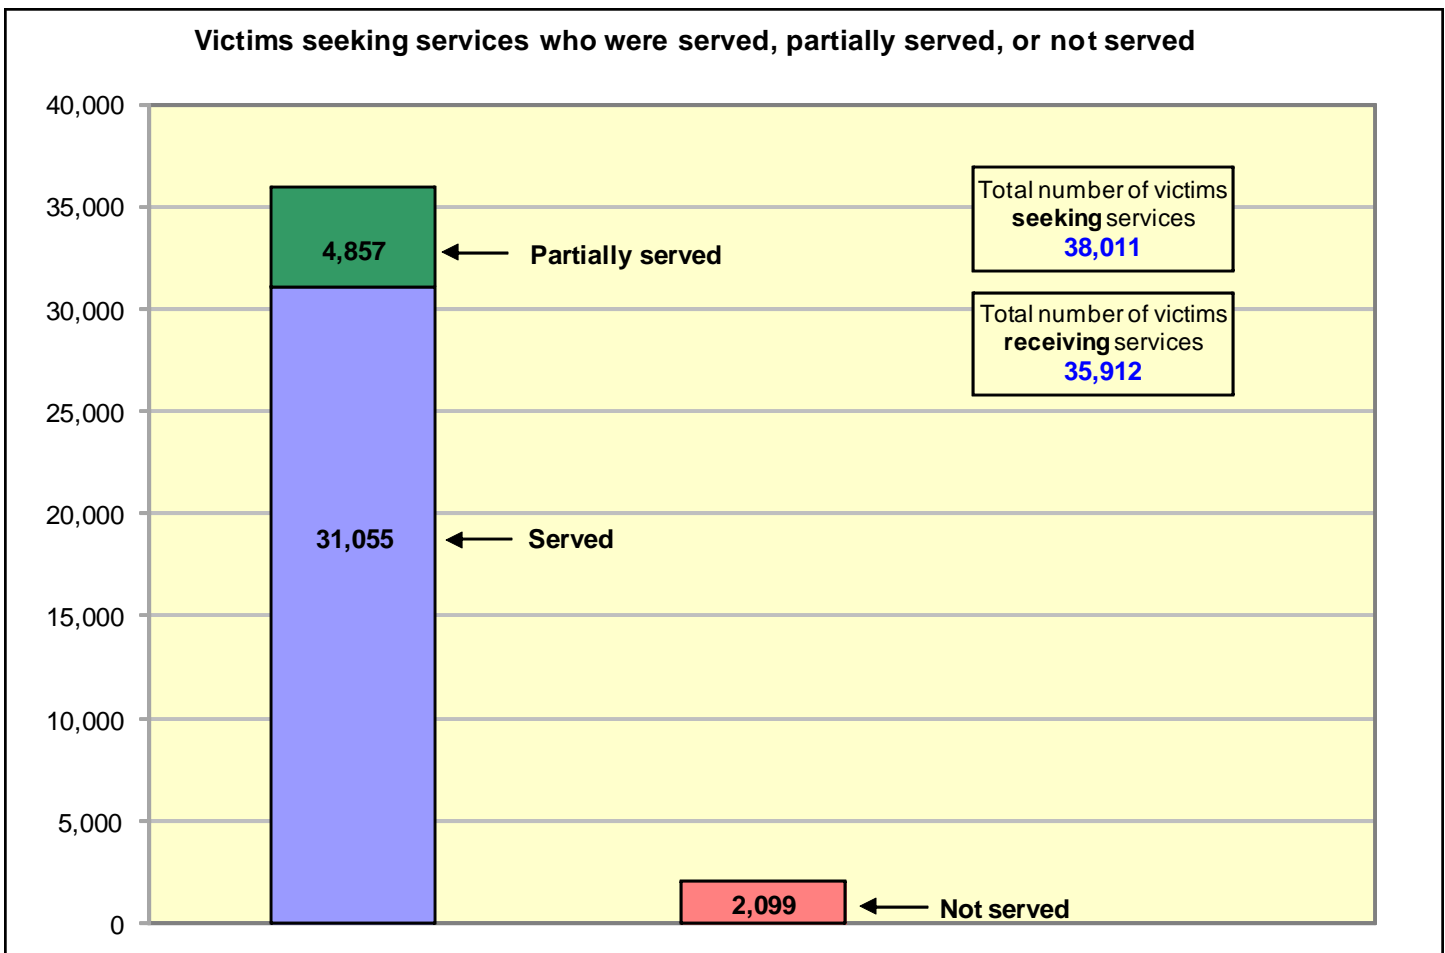 Victims seeking services who were served, partially served, or not served
40,000
35,000
30,000
25,000
20,000
15,000
10,000
5,000
0
4,857
Partially served
31,055
Served
2,099
Not served
Total number of victims
seeking services
38,011
Total number of victims
receiving services
35,912